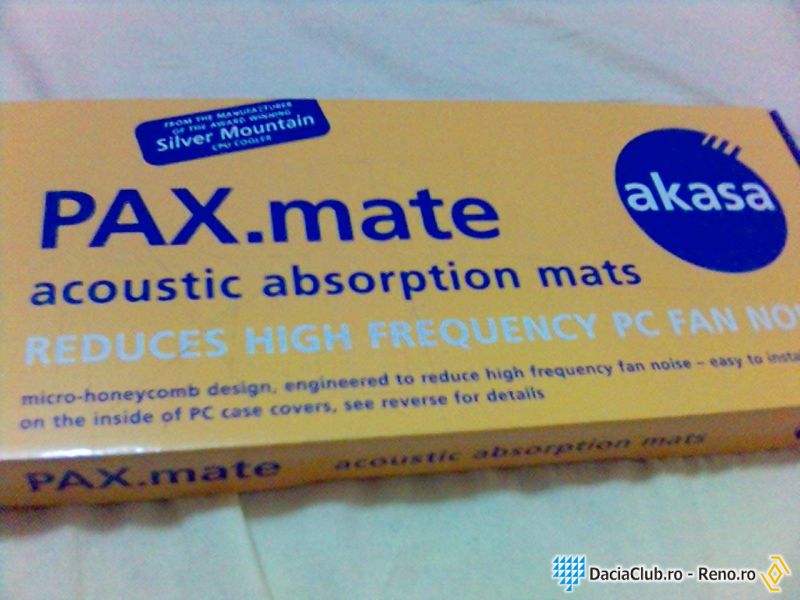 FROM THE MANUFACTURER
OF THE AWARD WINNING
Silver Mountain
CPU COOLER
akasa
PAX.mate
acoustic absorption mats
REDUCES HIGH FREQUENCY PC FAN NOI
micro-honeycomb design, engineered to reduce high frequency fan noise – easy to insta
on the inside of PC case covers, see reverse for details
PAX.mate acoustic absorption mats
DaciaClub.ro - Reno.ro